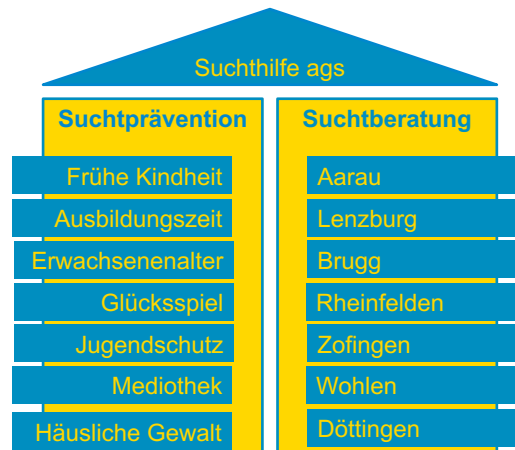 Suchthilfe ags
Suchtprävention
Frühe Kindheit
Ausbildungszeit
Erwachsenenalter
Glücksspiel
Jugendschutz
Mediothek
Häusliche Gewalt
Suchtberatung
Aarau
Lenzburg
Brugg
Rheinfelden
Zofingen
Wohlen
Döttingen